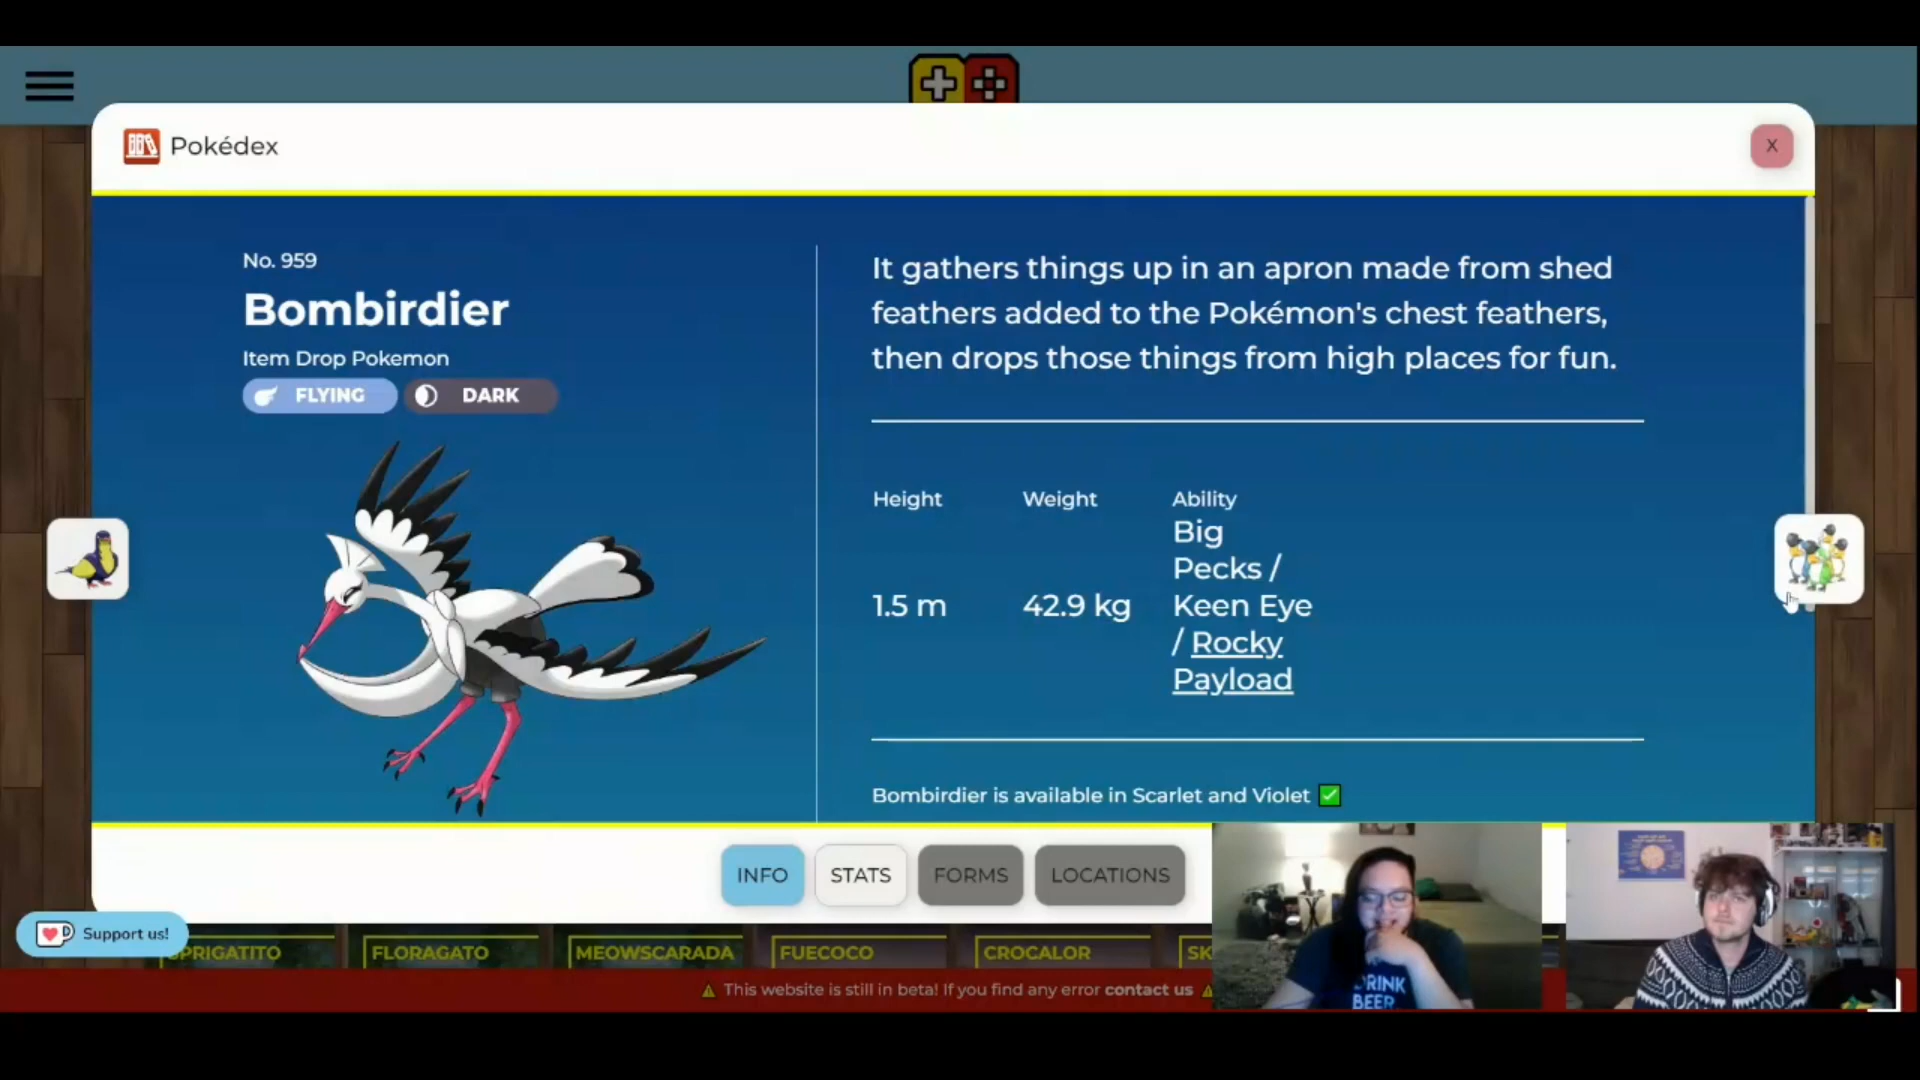 Pokédex
X
No. 959
Bombirdier
Item Drop Pokemon
FLYING
DARK
It gathers things up in an apron made from shed
feathers added to the Pokémon's chest feathers,
then drops those things from high places for fun.
Height
Weight
Ability
1.5 m
42.9 kg
Big
Pecks /
Keen Eye
/ Rocky
Payload
Bombirdier is available in Scarlet and Violet
INFO
STATS
FORMS
LOCATIONS
Support us!
SPRIGATITO
FLORAGATO
MEOWSCARADA
FUECOCO
CROCALOR
SK
This website is still in beta! If you find any error contact us
DRINK
BEER